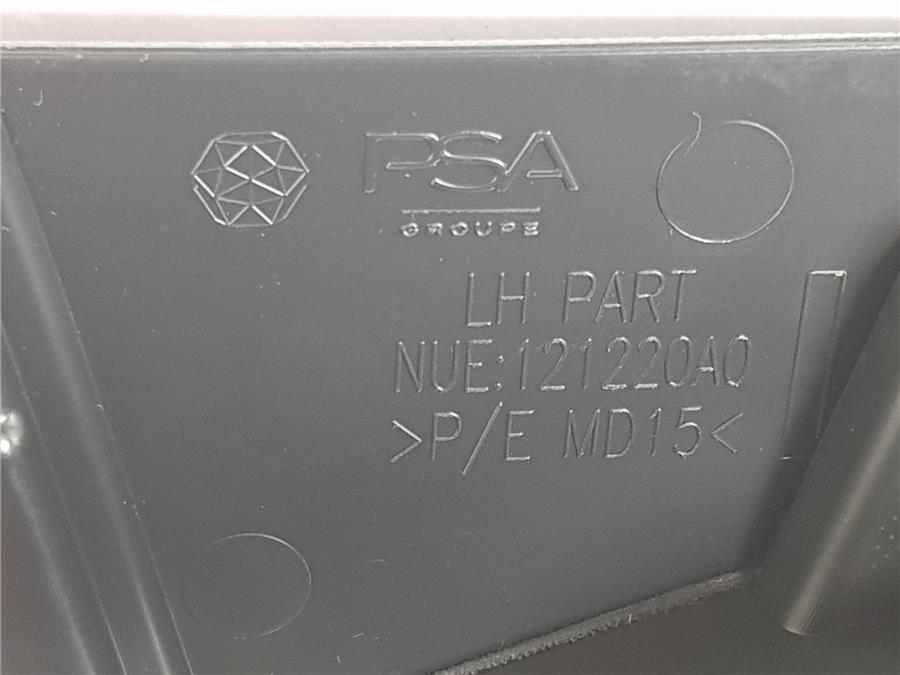 PSA
GROUPE
LH PART
NUE:121220A0
>P/E MD15<